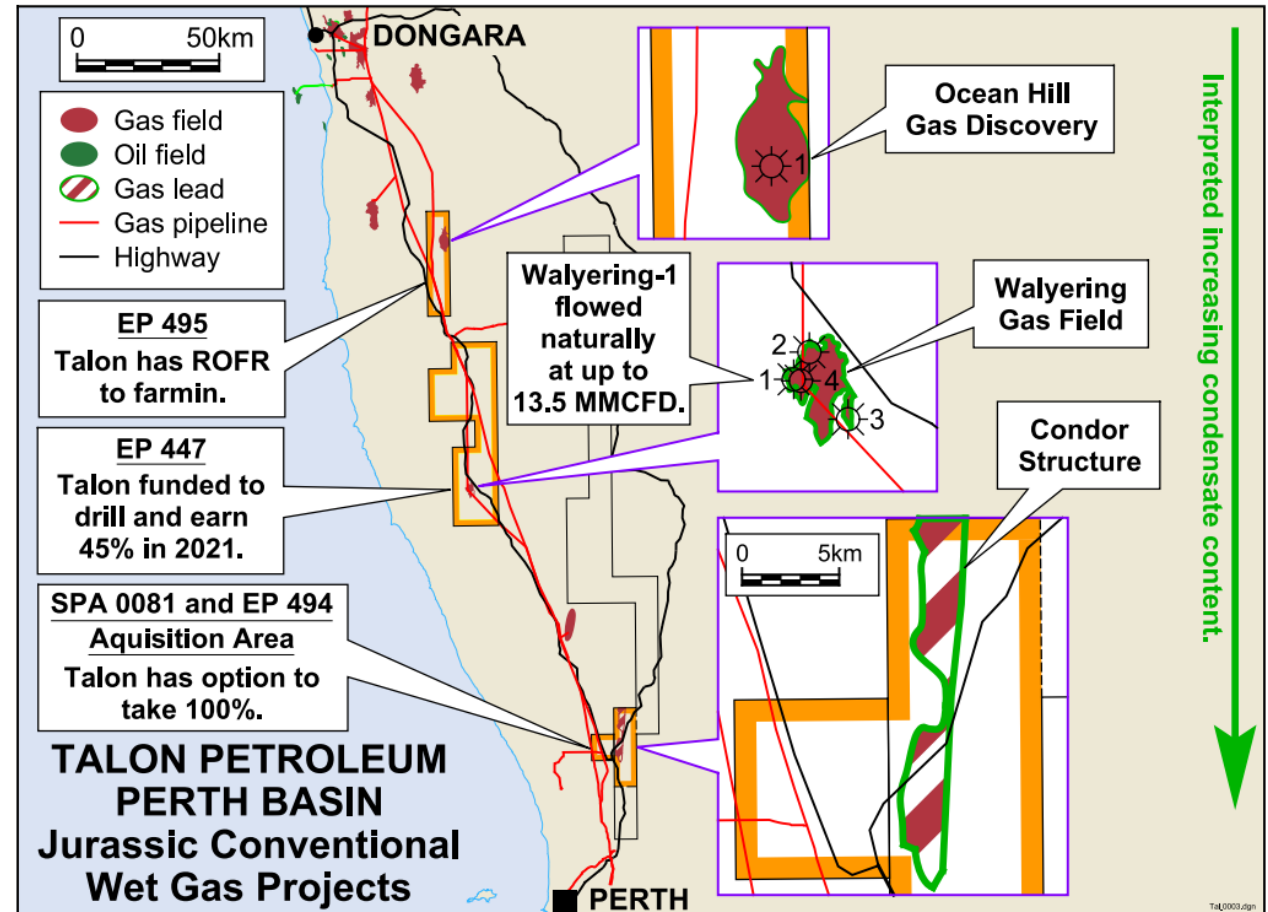 0 50km
DONGARA
Gas field
Oil field
Gas lead
Gas pipeline
Highway
EP 495
Talon has ROFR
to farmin.
EP 447
Talon funded to
drill and earn
45% in 2021.
SPA 0081 and EP 494
Aquisition Area
Talon has option to
take 100%.
TALON PETROLEUM
PERTH BASIN
Jurassic Conventional
Wet Gas Projects
PERTH
Ocean Hill
Gas Discovery
1
Walyering-1
flowed
naturally
at up to
13.5 MMCFD.
Walyering
Gas Field
2
1
4
3
Condor
Structure
0 5km
Interpreted increasing condensate content.
Tal_0003.dgn